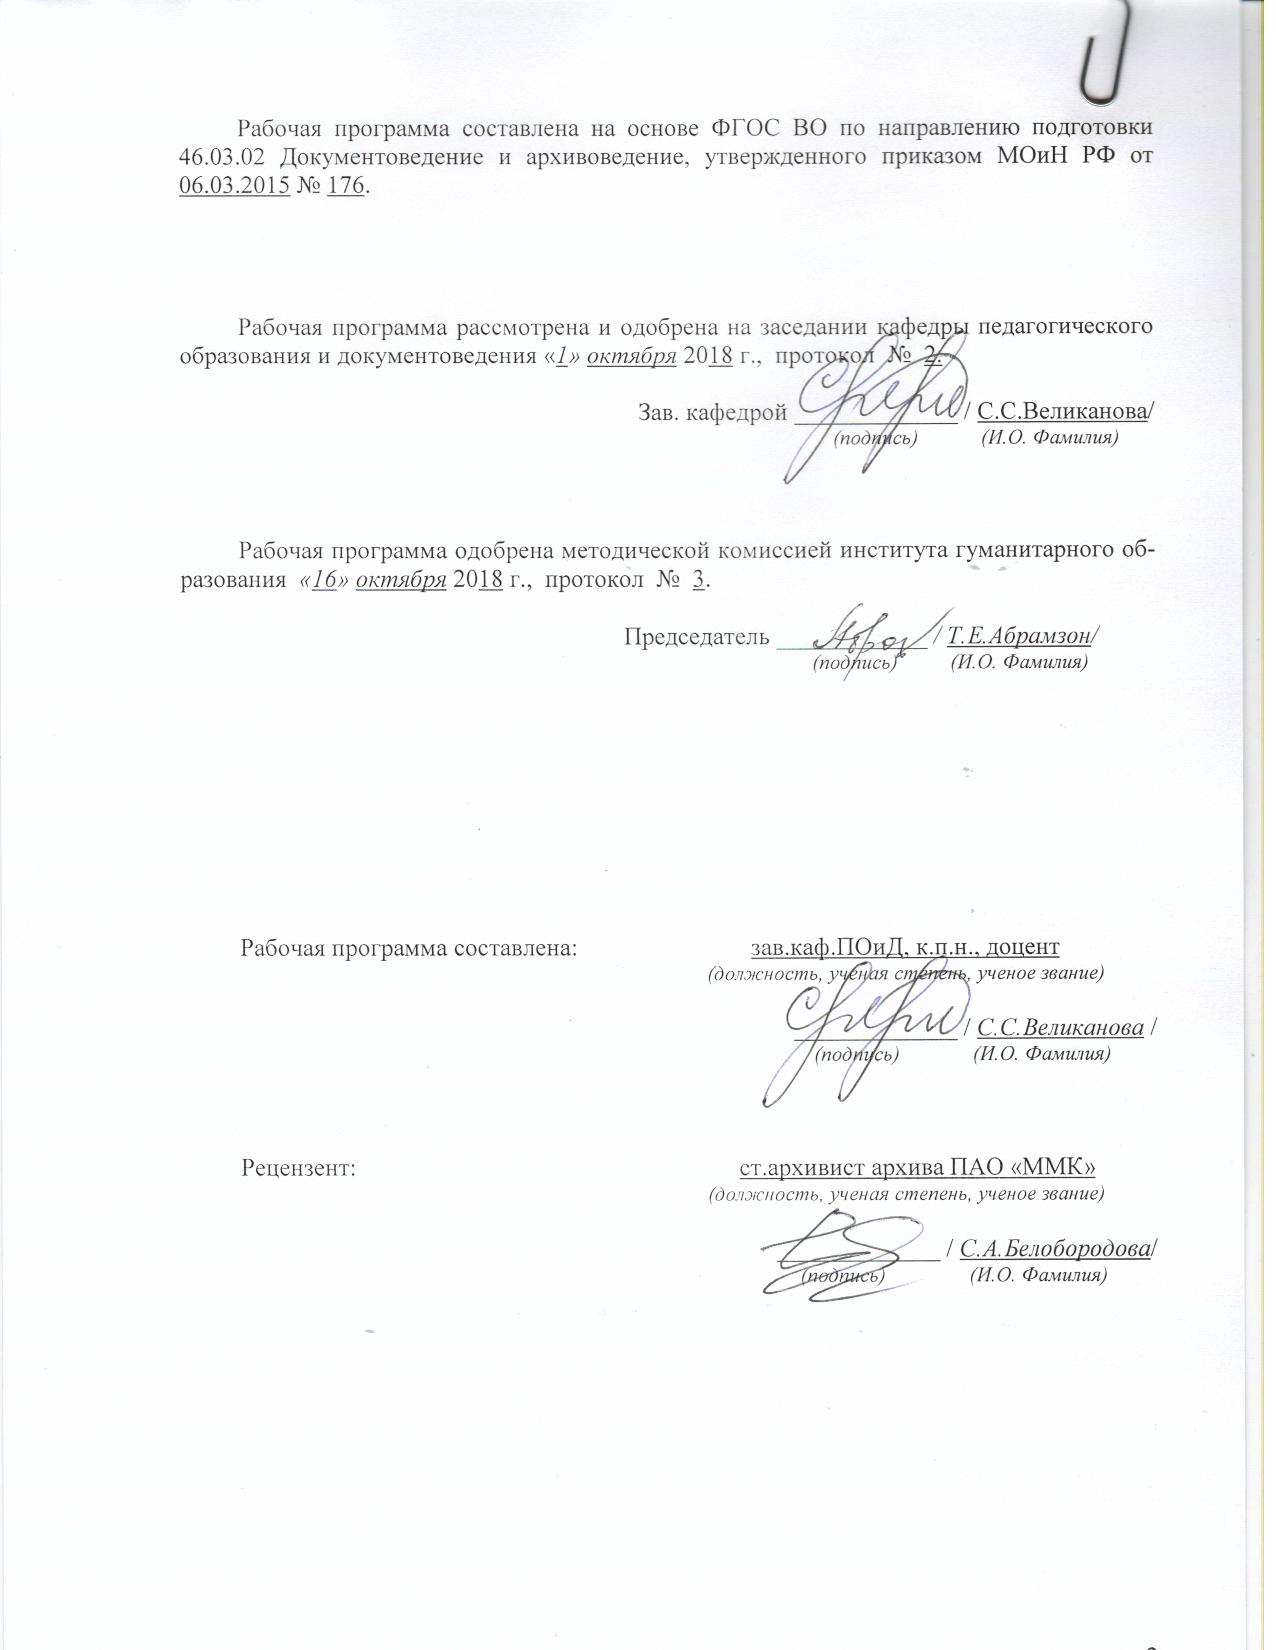 Рабочая программа составлена на основе ФГОС ВО по направлению подготовки
46.03.02 Документоведение и архивоведение, утвержденного приказом МОиН РФ от
06.03.2015 № 176.
Рабочая программа рассмотрена и одобрена на заседании кафедры педагогического
образования и документоведения «1» октября 2018 г., протокол № 2.
Зав. кафедрой / С.С.Великанова/
(подпись) (И.О. Фамилия)
Рабочая программа одобрена методической комиссией института гуманитарного об-
разования «16» октября 2018 г., протокол № 3.
Председатель / Т.Е.Абрамзон/
(подпись) (И.О. Фамилия)
Рабочая программа составлена: зав.каф.ПОиД, к.п.н., доцент
(должность, ученая степень, ученое звание)
/ С.С.Великанова /
(подпись) (И.О. Фамилия)
Рецензент: ст.архивист архива ПАО «ММК»
(должность, ученая степень, ученое звание)
/ С.А.Белобородова/
(подпись) (И.О. Фамилия)